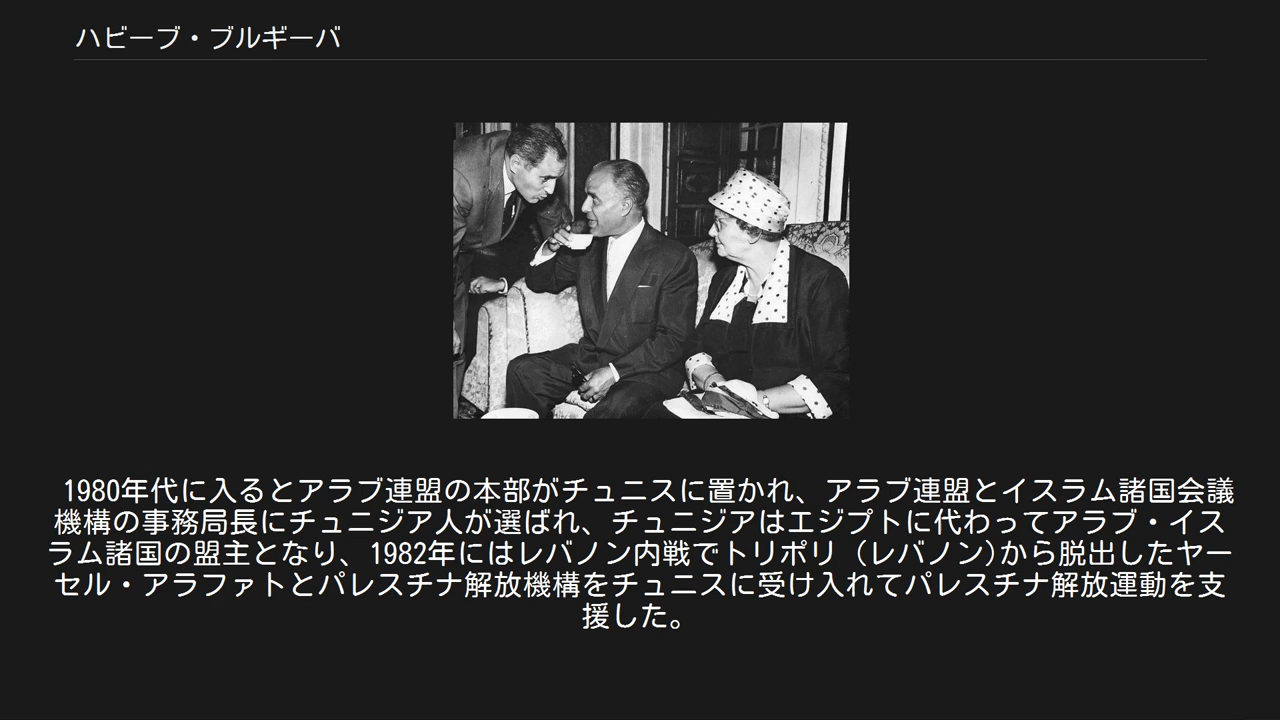 ハビーブ・ブルギーバ
1980年代に入るとアラブ連盟の本部がチュニスに置かれ、アラブ連盟とイスラム諸国会議
機構の事務局長にチュニジア人が選ばれ、チュニジアはエジプトに代わってアラブ・イス
ラム諸国の盟主となり、1982年にはレバノン内戦でトリポリ（レバノン)から脱出したヤー
セル・アラファトとパレスチナ解放機構をチュニスに受け入れてパレスチナ解放運動を支
援した。